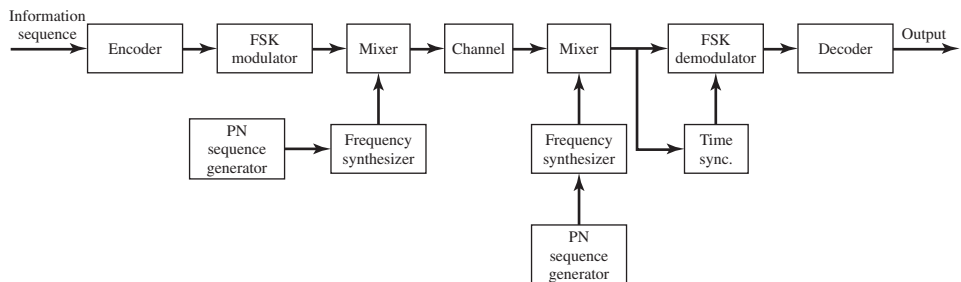 Information
sequence
Encoder
FSK
modulator
Mixer
Channel
Mixer
FSK
demodulator
Decoder
Output
PN
sequence
generator
Frequency
synthesizer
Frequency
synthesizer
Time
sync.
PN
sequence
generator